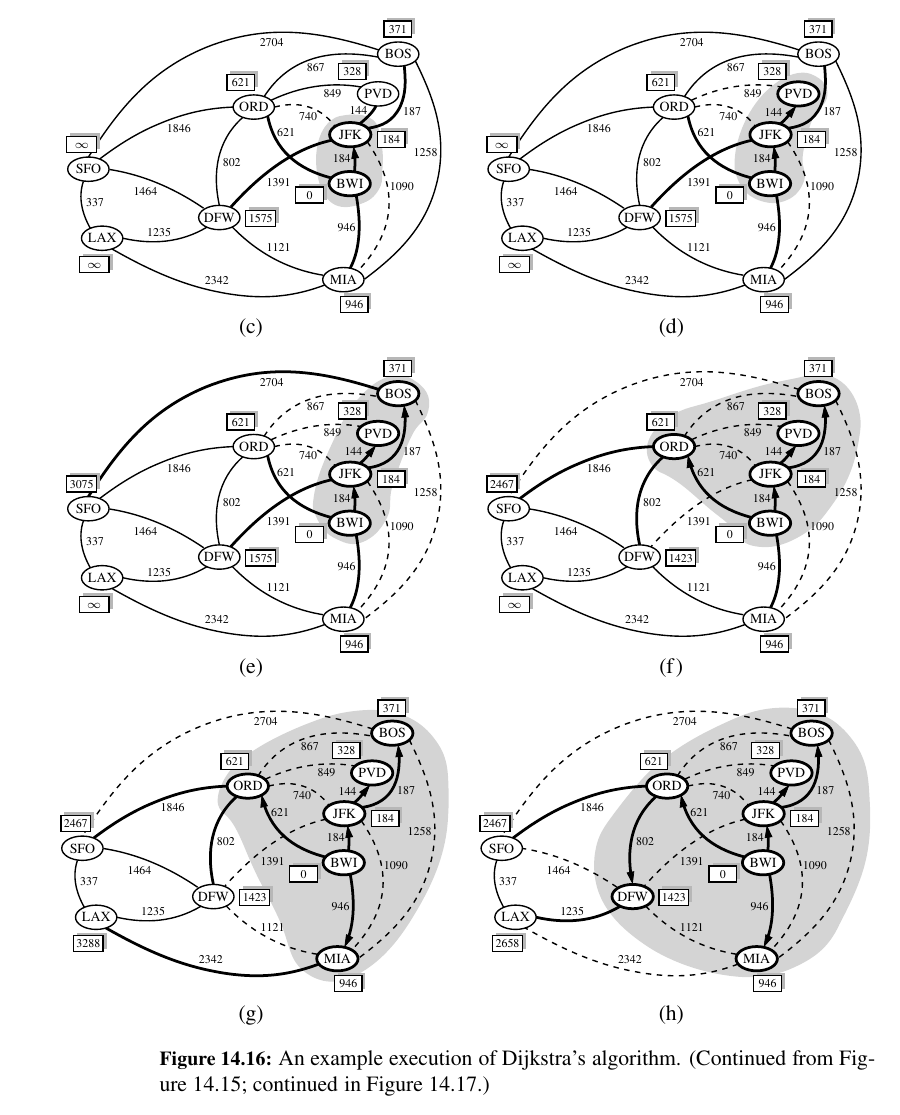 371
2704
BOS
867
328
621
849
PVD
ORD
740
144
187
1846
621
JFK
184
∞
1258
802
184
SFO
1391
BWI
1090
1464
0
337
DFW
1575
946
LAX
1235
1121
∞
2342
MIA
946
(c)
371
2704
BOS
867
328
621
849
PVD
ORD
740
144
187
1846
621
JFK
184
∞
1258
802
184
SFO
1391
BWI
1090
1464
0
337
DFW
1575
946
LAX
1235
1121
∞
2342
MIA
946
(d)
371
2704
BOS
867
328
621
849
PVD
ORD
740
144
187
1846
621
JFK
184
3075
1258
802
184
SFO
1391
BWI
1090
1464
0
337
DFW
1575
946
LAX
1235
1121
∞
2342
MIA
946
(e)
371
2704
BOS
867
328
621
849
PVD
ORD
740
144
187
1846
621
JFK
184
2467
1258
802
184
SFO
1391
BWI
1090
1464
0
337
DFW
1423
946
LAX
1235
1121
∞
2342
MIA
946
(f)
371
2704
BOS
867
328
621
849
PVD
ORD
740
144
187
1846
621
JFK
184
2467
1258
802
184
SFO
1391
BWI
1090
1464
0
337
DFW
1423
946
LAX
1235
1121
3288
2342
MIA
946
(g)
371
2704
BOS
867
328
621
849
PVD
ORD
740
144
187
1846
621
JFK
184
2467
1258
802
184
SFO
1391
BWI
1090
1464
0
337
DFW
1423
946
LAX
1235
1121
2658
2342
MIA
946
(h)
Figure 14.16: An example execution of Dijkstra's algorithm. (Continued from Fig-
ure 14.15; continued in Figure 14.17.)